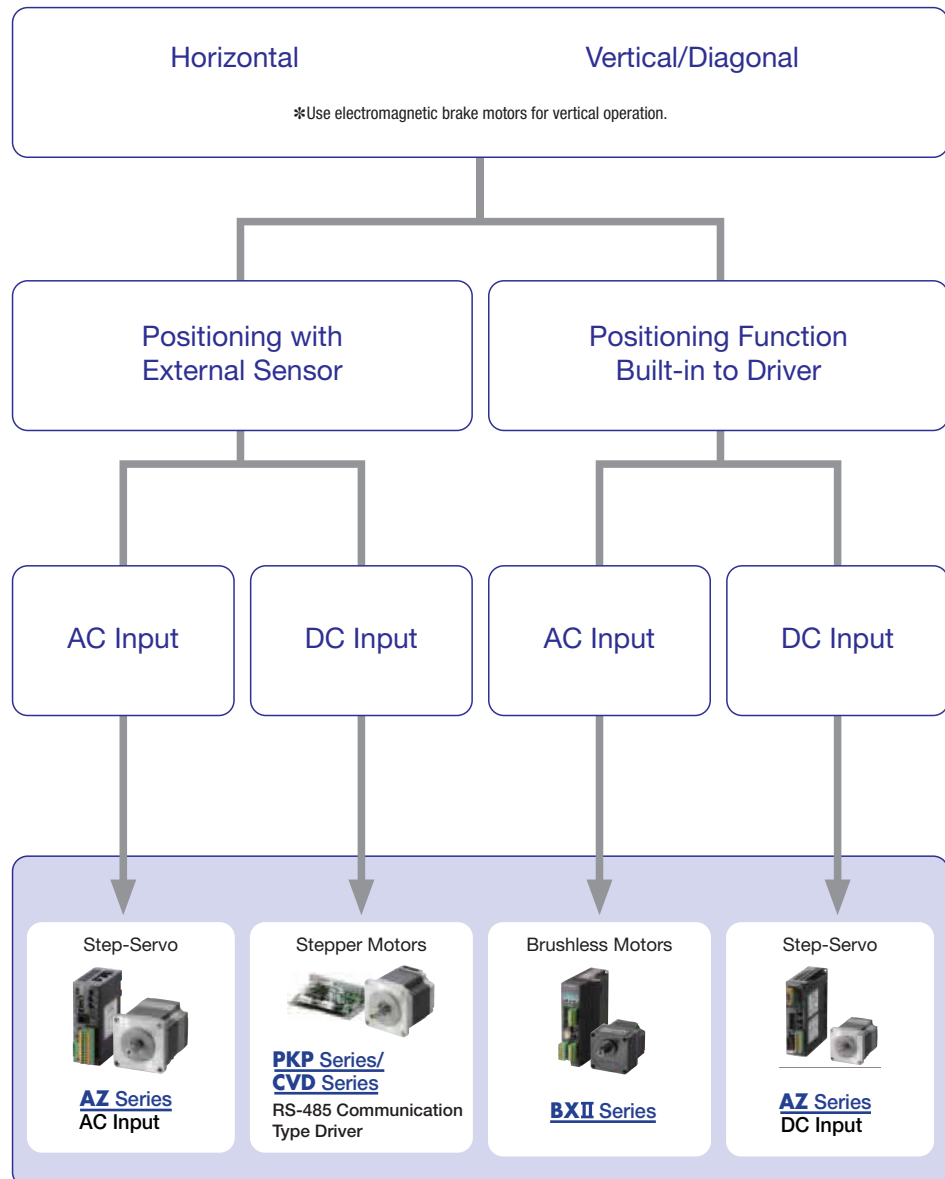 Horizontal
Vertical/Diagonal
✻Use electromagnetic brake motors for vertical operation.
Positioning with
External Sensor
Positioning Function
Built-in to Driver
AC Input
DC Input
AC Input
DC Input
Step-Servo
AZ Series
AC Input
Stepper Motors
PKP Series/
CVD Series
RS-485 Communication
Type Driver
Brushless Motors
BXⅡ Series
Step-Servo
AZ Series
DC Input